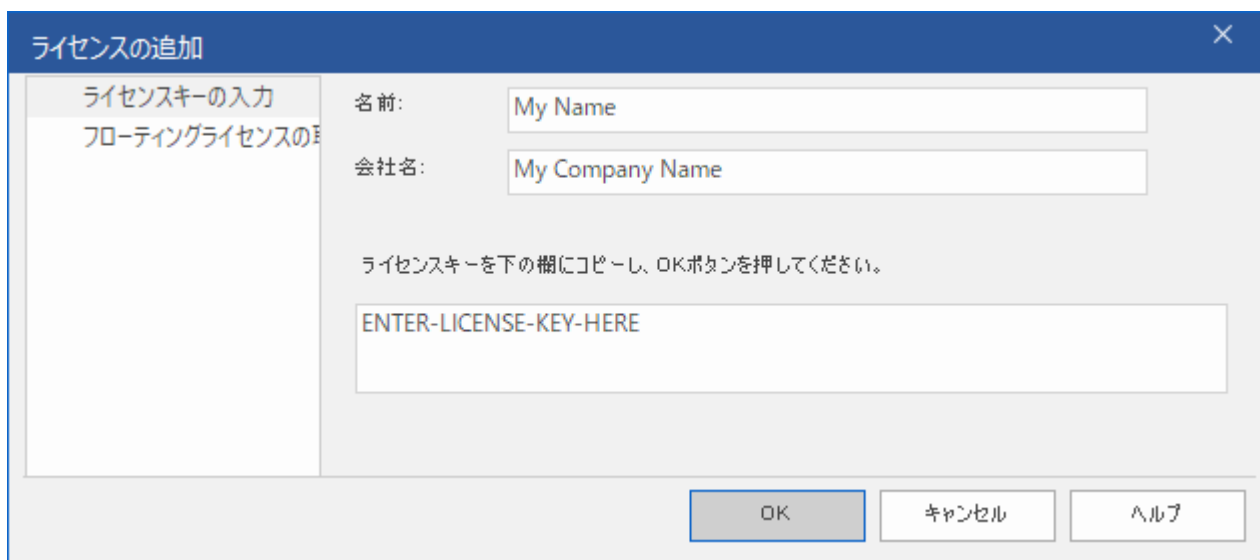 ライセンスの追加
ライセンスキーの入力
フローティングライセンスの
名前:
My Name
会社名:
My Company Name
ライセンスキーを下の欄にコピーし、OKボタンを押してください。
ENTER-LICENSE-KEY-HERE
OK
キャンセル
ヘルプ